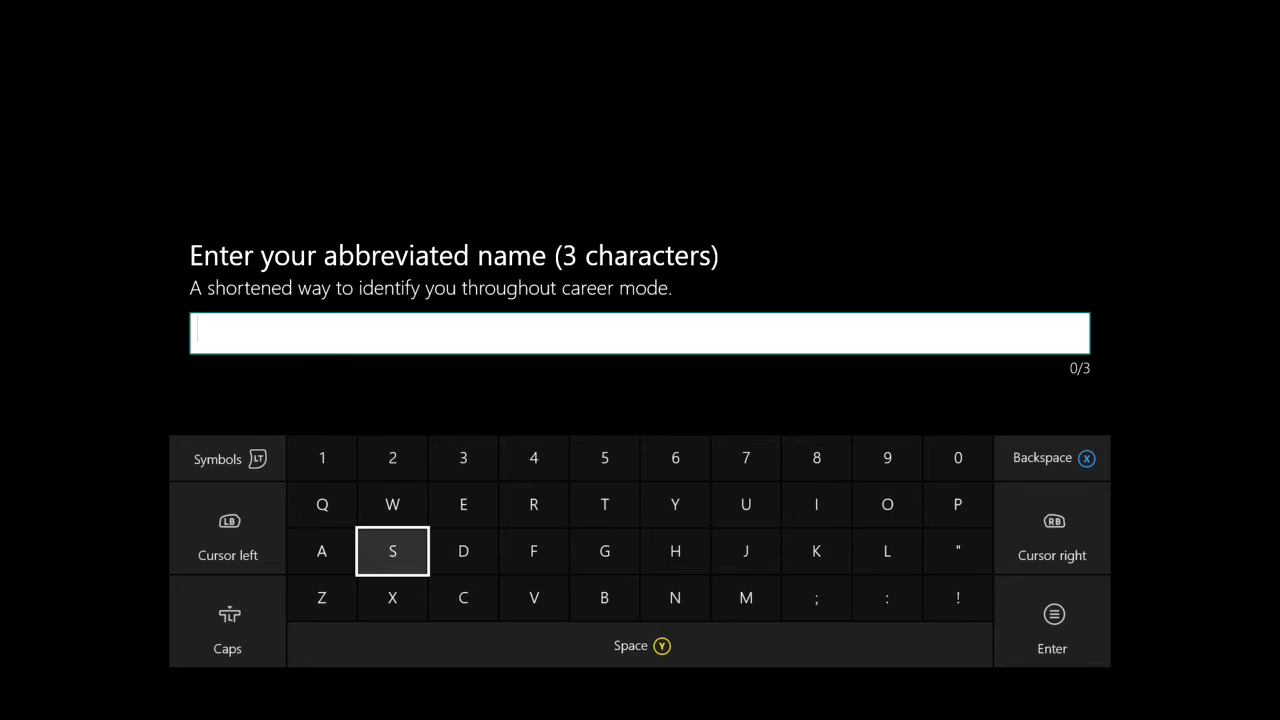 Enter your abbreviated name (3 characters)
A shortened way to identify you throughout career mode.
0/3
Symbols LT 1 2 3 4 5 6 7 8 9 0 Backspace X
Q W E R T Y U I O P
LB RB
Cursor left A S D F G H J K L " Cursor right
Z X C V B N M ; : !
LT
Caps Space Y Enter